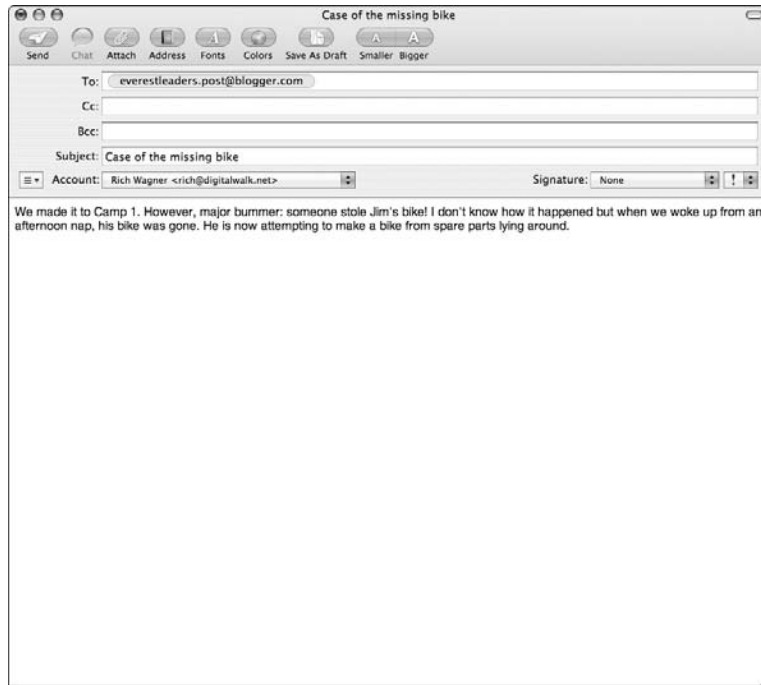 Case of the missing bike
Send Chat Attach Address Fonts Colors Save As Draft Smaller Bigger
To: everestleaders.post@blogger.com
Cc:
Bcc:
Subject: Case of the missing bike
Account: Rich Wagner <rich@digitalwalk.net> Signature: None !
We made it to Camp 1. However, major bummer: someone stole Jim's bike! I don't know how it happened but when we woke up from an
afternoon nap, his bike was gone. He is now attempting to make a bike from spare parts lying around.